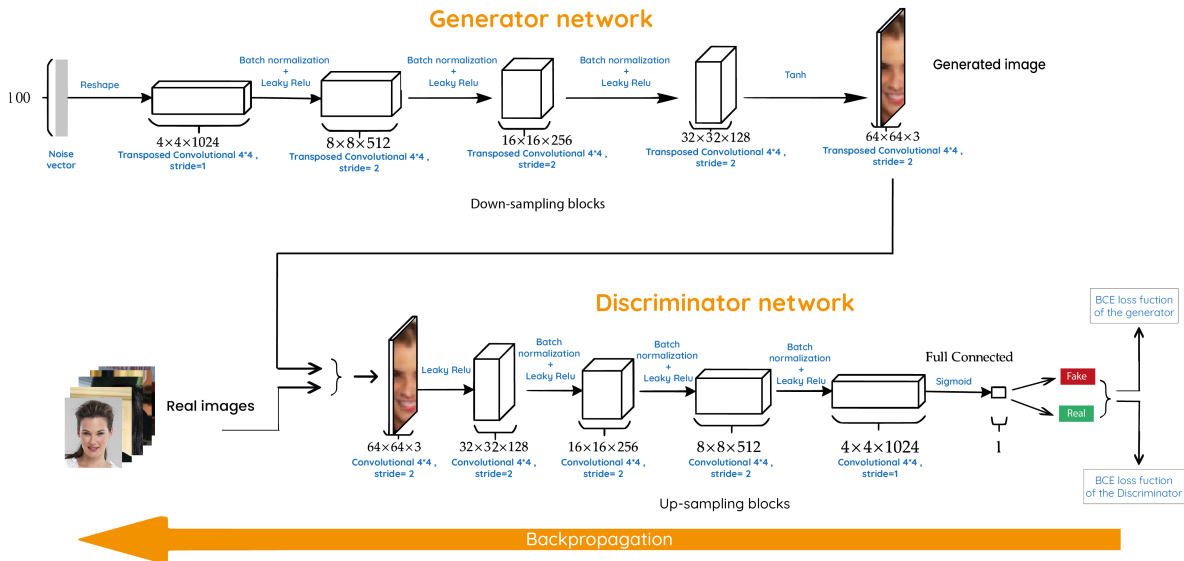 Generator network
100
Noise
vector
Reshape
4×4×1024
Transposed Convolutional 4*4 ,
stride=1
Batch normalization
+
Leaky Relu
8×8×512
Transposed Convolutional 4*4 ,
stride= 2
Batch normalization
+
Leaky Relu
16×16×256
Transposed Convolutional 4*4 ,
stride=2
Batch normalization
+
Leaky Relu
32×32×128
Transposed Convolutional 4*4 ,
stride= 2
Tanh
64×64×3
Transposed Convolutional 4*4 ,
stride= 2
Generated image
Down-sampling blocks
Discriminator network
Real images
64×64×3
Convolutional 4*4 ,
stride= 2
Leaky Relu
32×32×128
Convolutional 4*4 ,
stride=2
Batch
normalization
+
Leaky Relu
16×16×256
Convolutional 4*4 ,
stride= 2
Batch
normalization
+
Leaky Relu
8×8×512
Convolutional 4*4 ,
stride= 2
Batch
normalization
+
Leaky Relu
4×4×1024
Convolutional 4*4 ,
stride=1
Full Connected
Sigmoid
1
Fake
Real
BCE loss fuction
of the generator
BCE loss fuction
of the Discriminator
Up-sampling blocks
Backpropagation